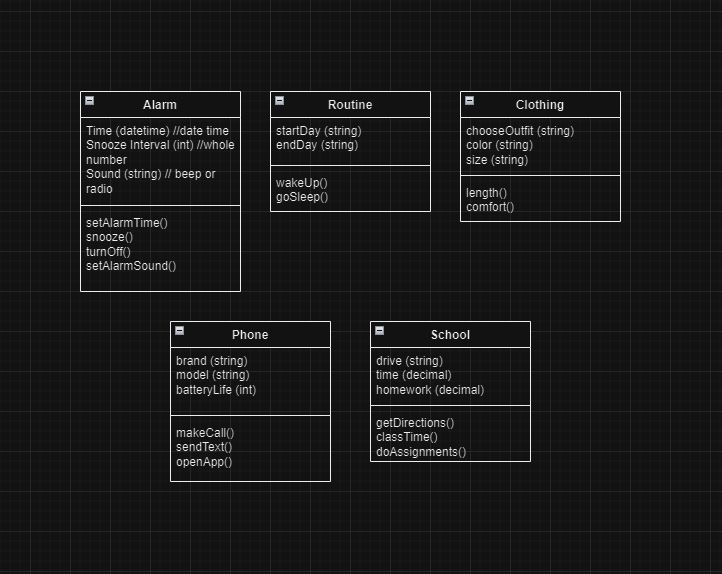 Alarm
Time (datetime) //date time
Snooze Interval (int) //whole
number
Sound (string) // beep or
radio
setAlarmTime()
snooze()
turnOff()
setAlarmSound()
Routine
startDay (string)
endDay (string)
wakeUp()
goSleep()
Clothing
chooseOutfit (string)
color (string)
size (string)
length()
comfort()
Phone
brand (string)
model (string)
batteryLife (int)
makeCall()
sendText()
openApp()
School
drive (string)
time (decimal)
homework (decimal)
getDirections()
classTime()
doAssignments()